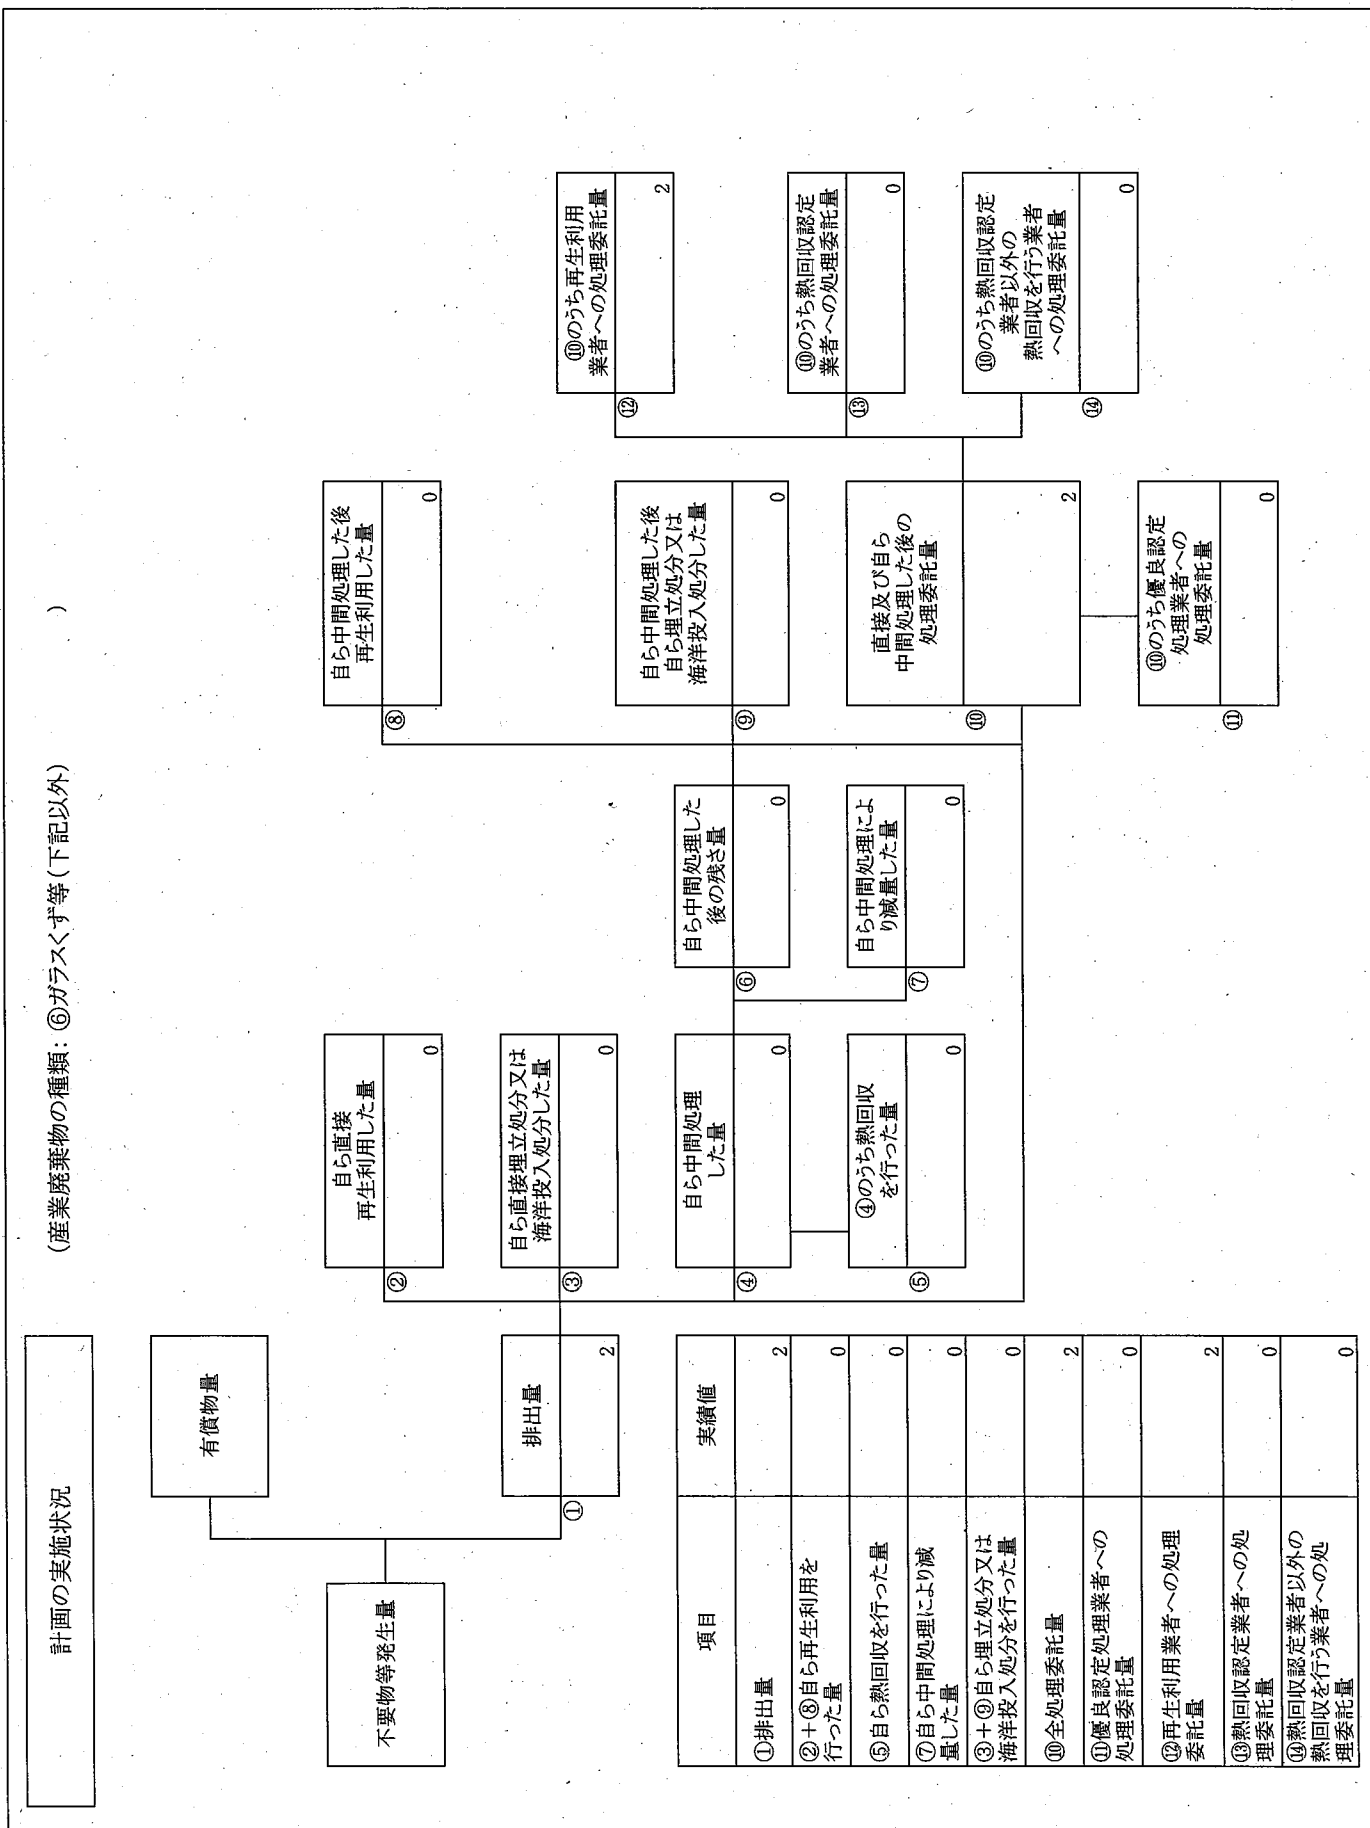 計画の実施状況
(産業廃棄物の種類:⑥ガラスくず等(下記以外) )
有償物量
不要物等発生量
排出量
①
2
自ら直接
再生利用した量
②
0
自ら直接埋立処分又は
海洋投入処分した量
③
0
自ら中間処理
した量
④
0
④のうち熱回収
を行った量
⑤
0
自ら中間処理した
後の残さ量
⑥
0
自ら中間処理によ
り減量した量
⑦
0
自ら中間処理した後
再生利用した量
⑧
0
自ら中間処理した後
自ら埋立処分又は
海洋投入処分した量
⑨
0
直接及び自ら
中間処理した後の
処理委託量
⑩
2
⑩のうち優良認定
処理業者への
処理委託量
⑪
0
⑩のうち再生利用
業者への処理委託量
⑫
2
⑩のうち熱回収認定
業者への処理委託量
⑬
0
⑩のうち熱回収認定
業者以外の
熱回収を行う業者
への処理委託量
⑭
0
項目 実績値
①排出量 2
②+⑧自ら再生利用を
行った量 0
⑤自ら熱回収を行った量 0
⑦自ら中間処理により減
量した量 0
③+⑨自ら埋立処分又は
海洋投入処分を行った量 0
⑩全処理委託量 2
⑪優良認定処理業者への
処理委託量 0
⑫再生利用業者への処理
委託量 2
⑬熱回収認定業者への処
理委託量 0
⑭熱回収認定業者以外の
熱回収を行う業者への処
理委託量 0